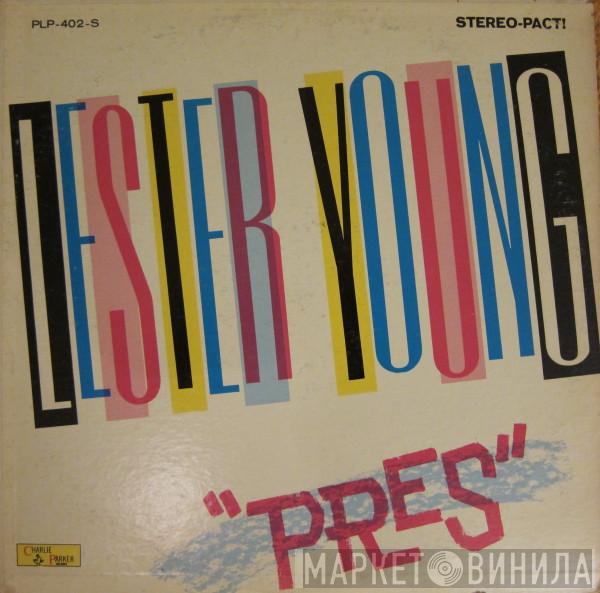 PLP-402-S
STEREO-PACT!
LESTER YOUNG
"PRES"
CHARLIE PARKER
МАРКЕТ ВИНИЛА